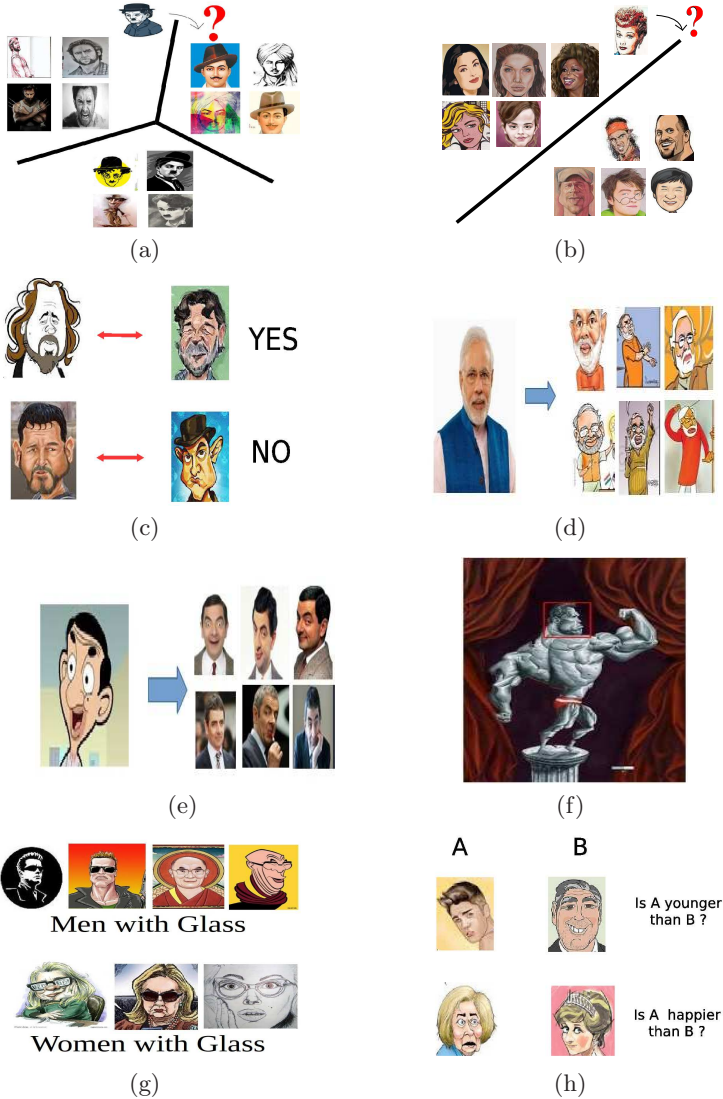 ?
?
(a)
(b)
YES
NO
(c)
(d)
(e)
(f)
A
B
Is A younger
than B ?
Men with Glass
Is A happier
than B ?
Women with Glass
(g)
(h)